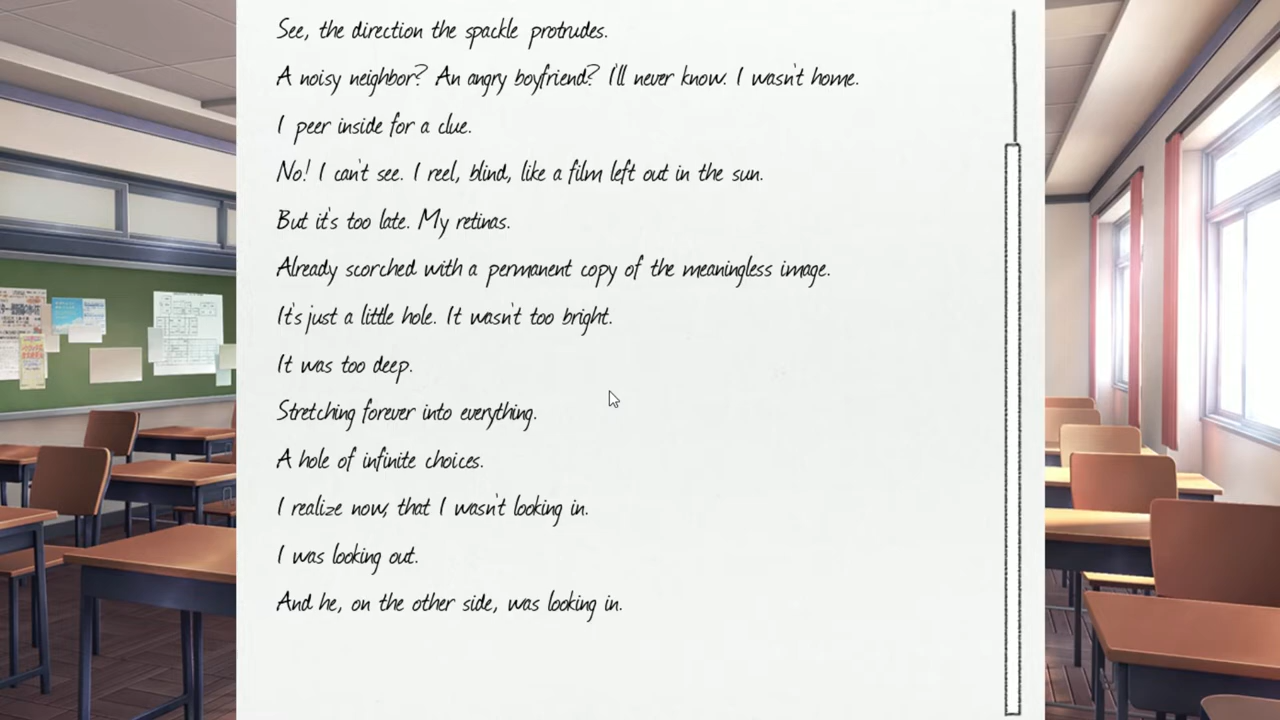 See, the direction the spackle protrudes.
A noisy neighbor? An angry boyfriend? I'll never know. I wasn't home.
I peer inside for a clue.
No! I can't see. I reel, blind, like a film left out in the sun.
But it's too late. My retinas.
Already scorched with a permanent copy of the meaningless image.
It's just a little hole. It wasn't too bright.
It was too deep.
Stretching forever into everything.
A hole of infinite choices.
I realize now, that I wasn't looking in.
I was looking out.
And he, on the other side, was looking in.